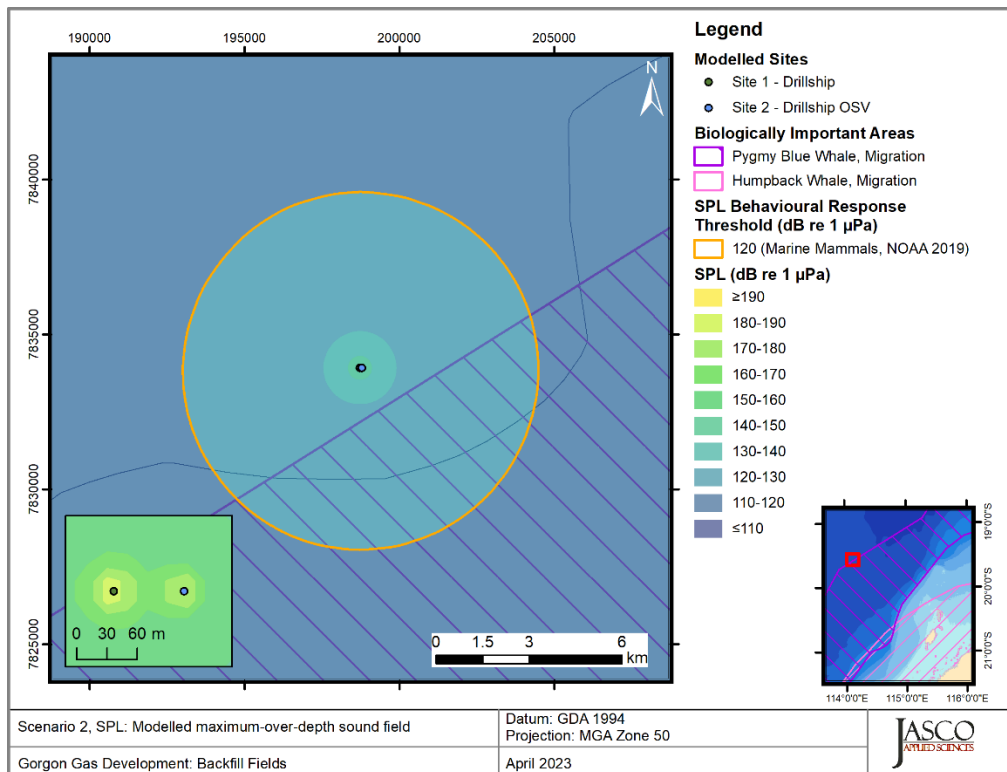 190000
195000
200000
205000
7840000
7835000
7830000
7825000
N
0 30 60 m
0 1.5 3 6
km
Legend
Modelled Sites
Site 1 - Drillship
Site 2 - Drillship OSV
Biologically Important Areas
Pygmy Blue Whale, Migration
Humpback Whale, Migration
SPL Behavioural Response
Threshold (dB re 1 µPa)
120 (Marine Mammals, NOAA 2019)
SPL (dB re 1 µPa)
≥190
180-190
170-180
160-170
150-160
140-150
130-140
120-130
110-120
≤110
19°0'0"S
20°0'0"S
21°0'0"S
114°0'0"E
115°0'0"E
116°0'0"E
Scenario 2, SPL: Modelled maximum-over-depth sound field
Datum: GDA 1994
Projection: MGA Zone 50
Gorgon Gas Development: Backfill Fields
April 2023
JASCO
APPLIED SCIENCES